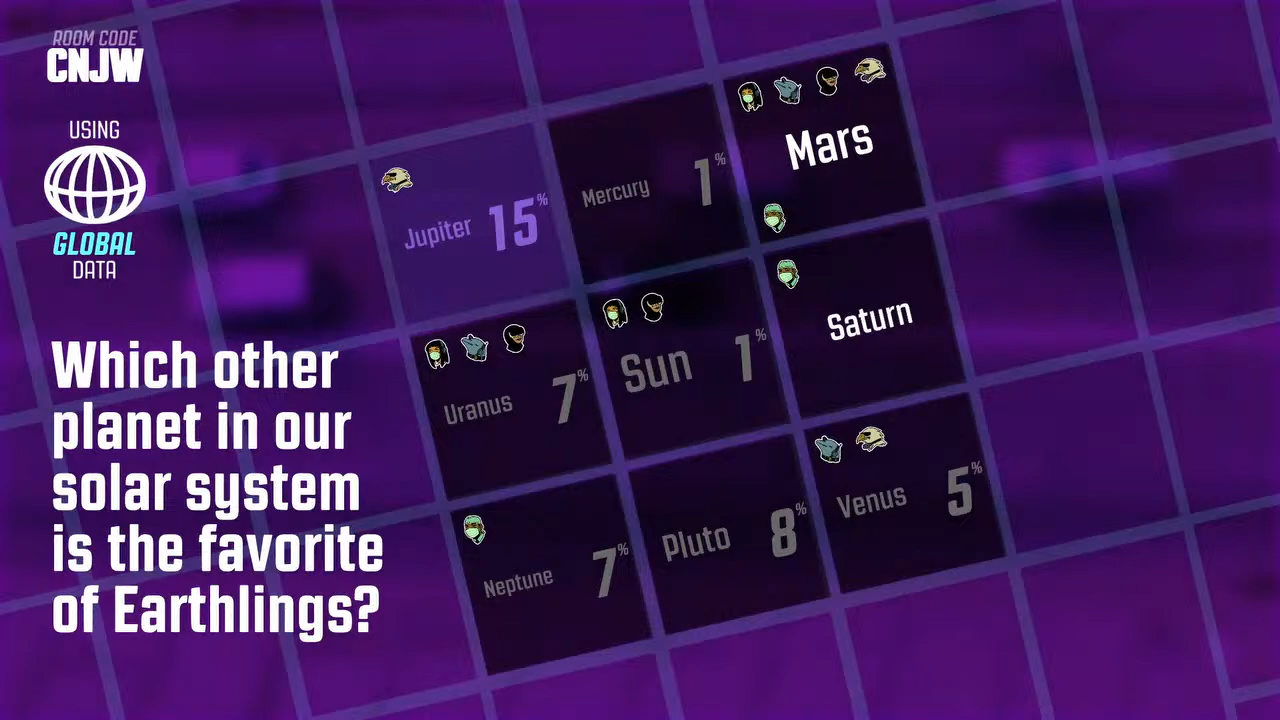 ROOM CODE
CNJW
USING
GLOBAL
DATA
Which other
planet in our
solar system
is the favorite
of Earthlings?
Jupiter 15%
Mercury 1%
Mars
Uranus 7%
Sun 1%
Saturn
Neptune 7%
Pluto 8%
Venus 5%